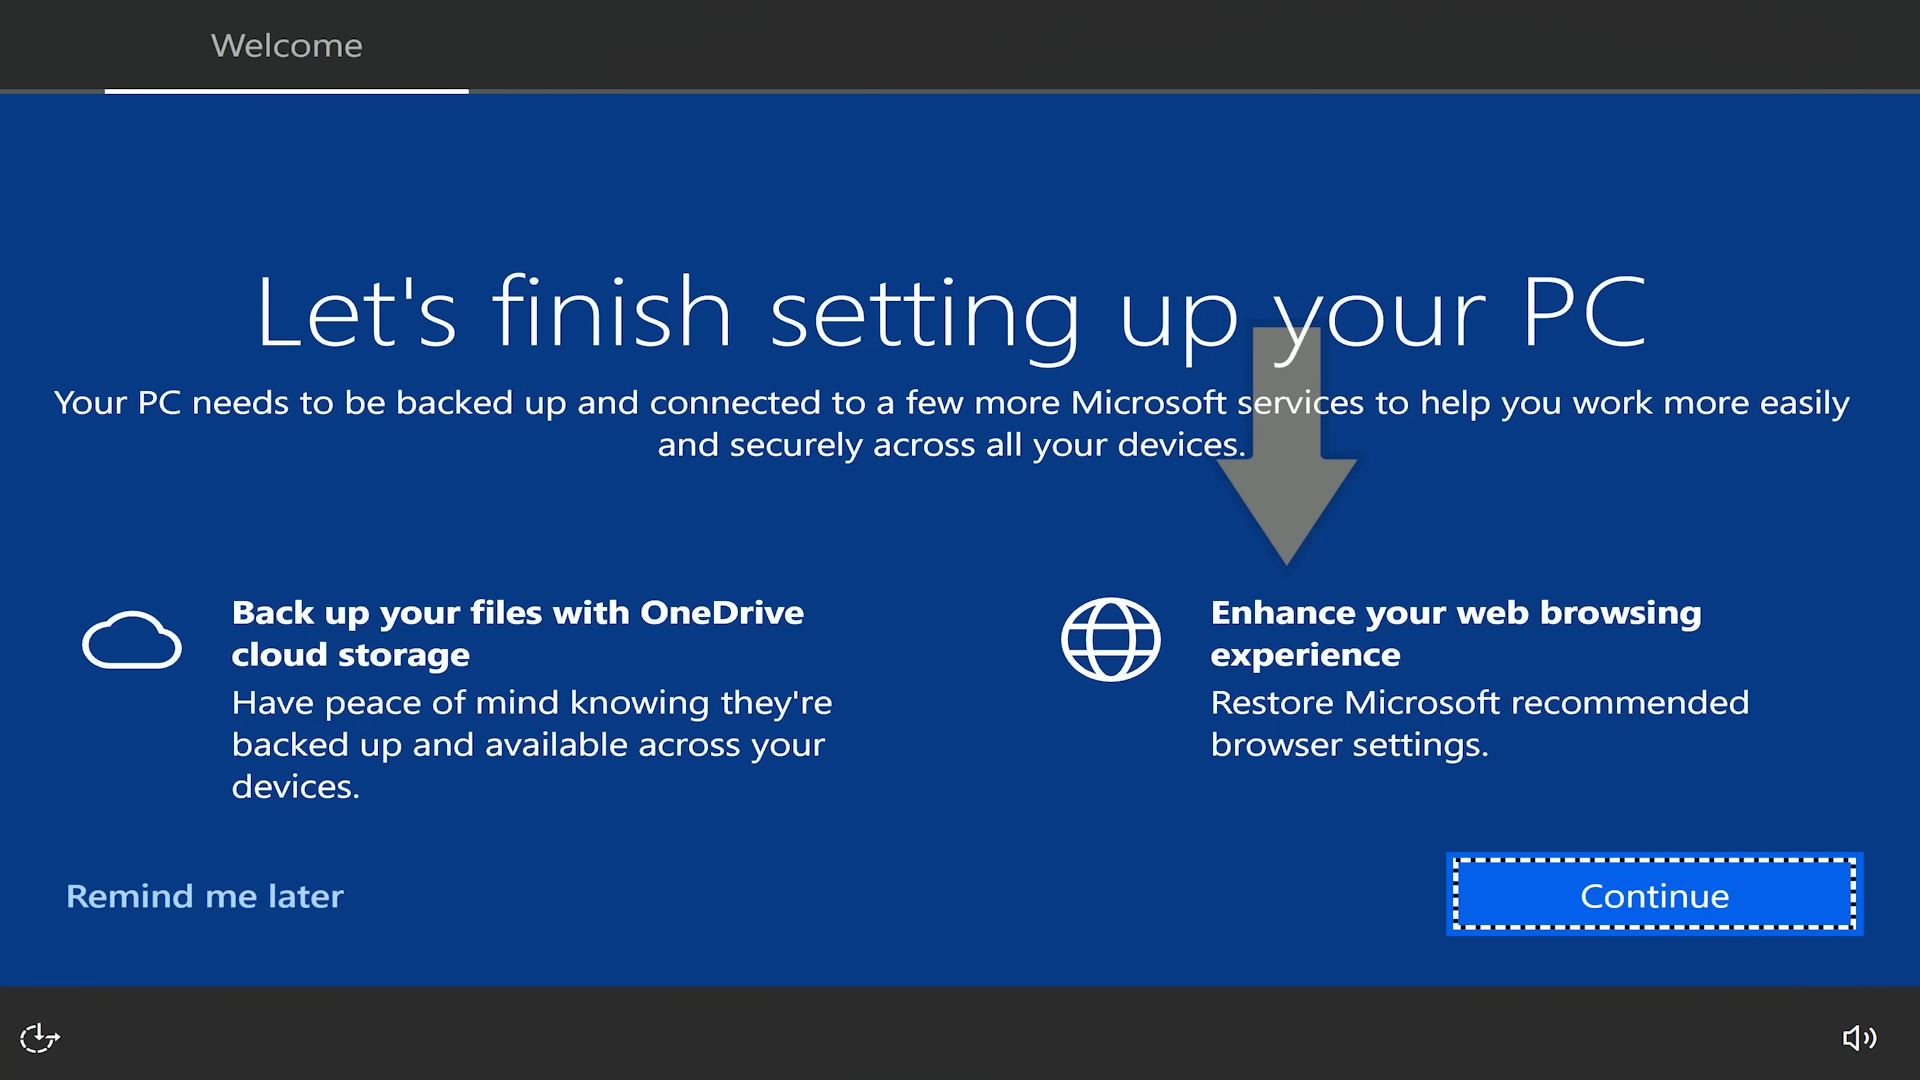 Welcome
Let's finish setting up your PC
Your PC needs to be backed up and connected to a few more Microsoft services to help you work more easily
and securely across all your devices.
Back up your files with OneDrive
cloud storage
Have peace of mind knowing they're
backed up and available across your
devices.
Enhance your web browsing
experience
Restore Microsoft recommended
browser settings.
Remind me later
Continue